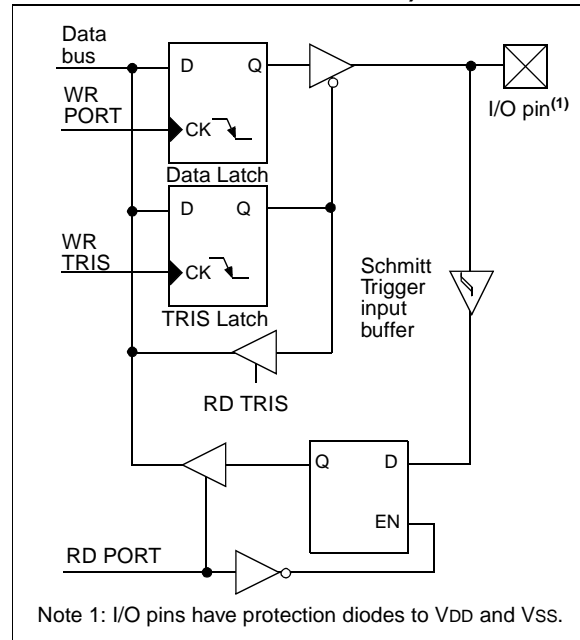 Data
bus
D Q
WR
PORT
CK
I/O pin(1)
Data Latch
D Q
WR
TRIS
CK
Schmitt
Trigger
input
buffer
TRIS Latch
RD TRIS
Q D
EN
RD PORT
Note 1: I/O pins have protection diodes to VDD and VSS.